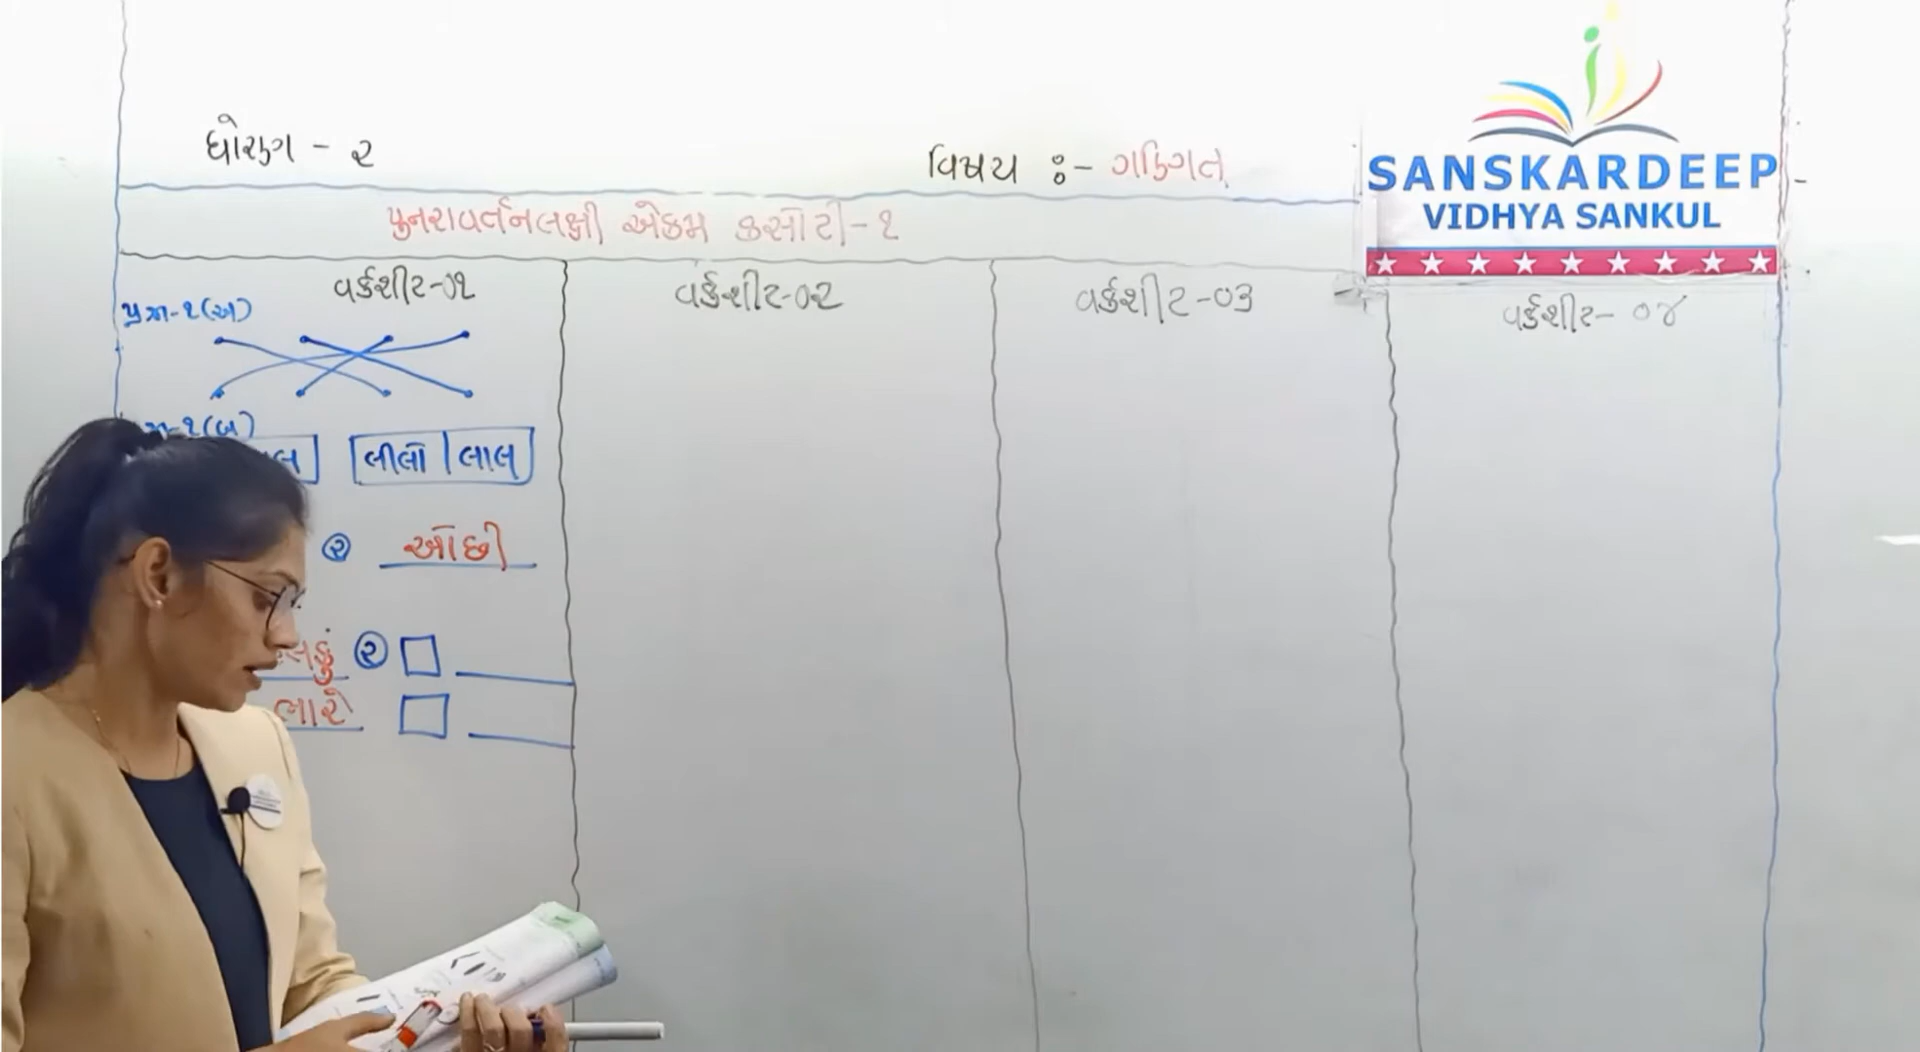 ધોરણ - ૨
વિષય :- ગણિત
SANSKARDEEP
VIDHYA SANKUL
પુનરાવર્તનલક્ષી એકમ કસોટી-૧
વર્કશીટ-૦૧
વર્કશીટ-૦૨
વર્કશીટ-૦૩
વર્કશીટ-૦૪
પ્રશ્ન-૧(અ)
૧(બ)
લીલો લાલ
૨ ઓછી
૨
ભારે